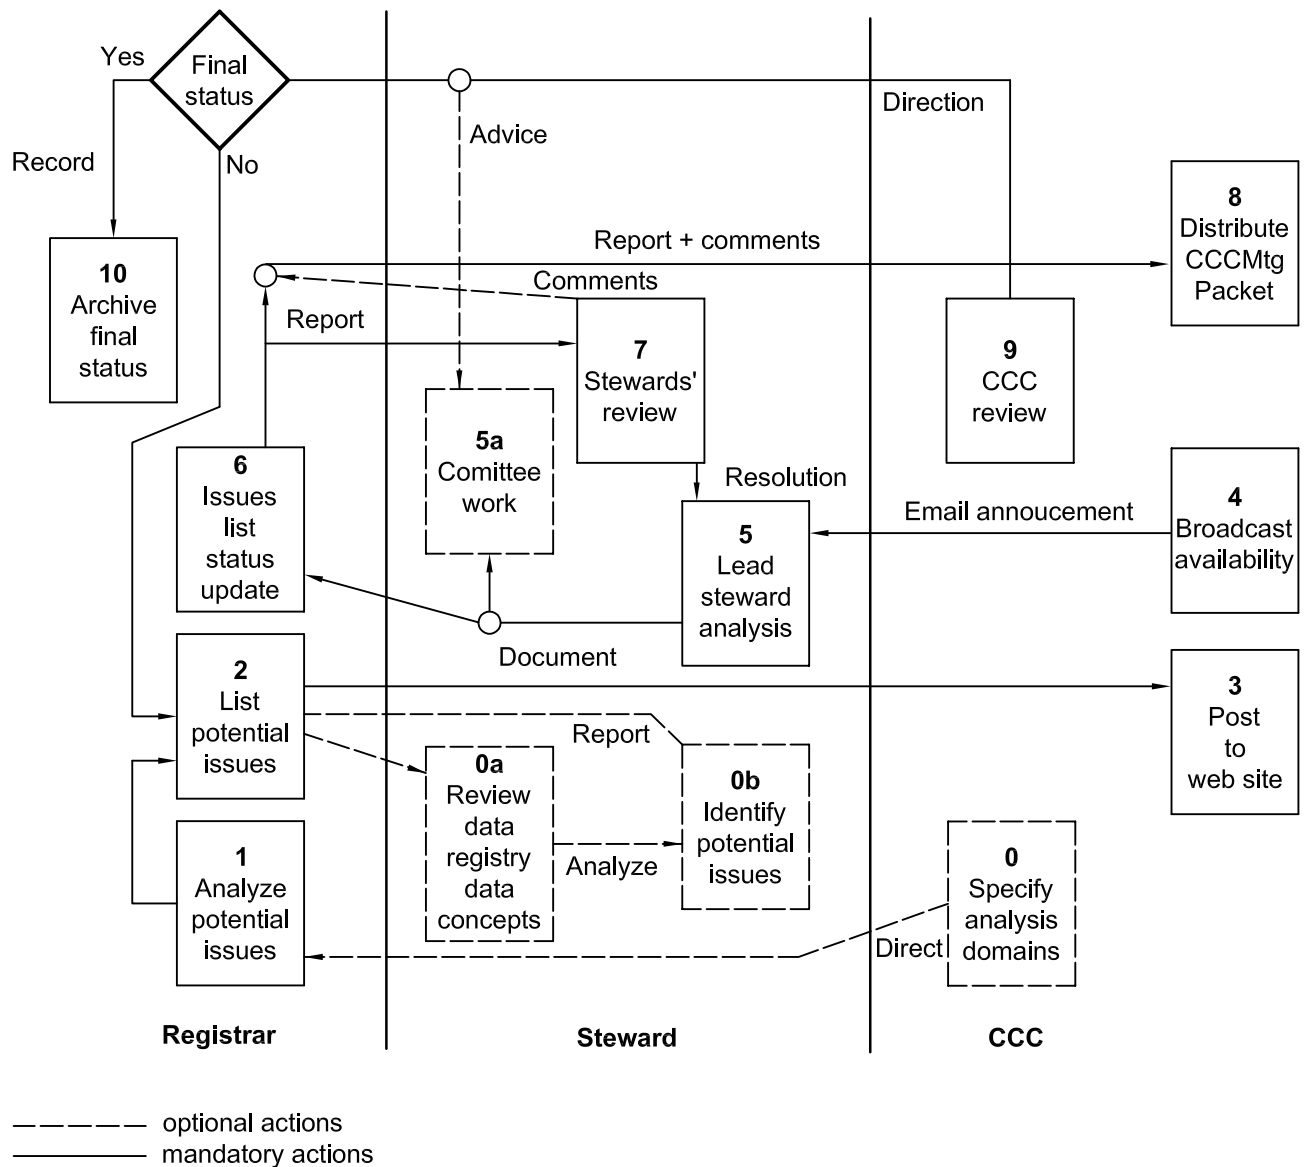 Yes
Final
status
Direction
Record
No
Advice
8
Distribute
CCCMtg
Packet
Report + comments
Comments
10
Archive
final
status
Report
7
Stewards'
review
9
CCC
review
5a
Comittee
work
6
Issues
list
status
update
Resolution
Email annoucement
4
Broadcast
availability
5
Lead
steward
analysis
Document
2
List
potential
issues
3
Post
to
web site
Report
0a
Review
data
registry
data
concepts
0b
Identify
potential
issues
Analyze
1
Analyze
potential
issues
0
Specify
analysis
domains
Direct
Registrar
Steward
CCC
optional actions
mandatory actions